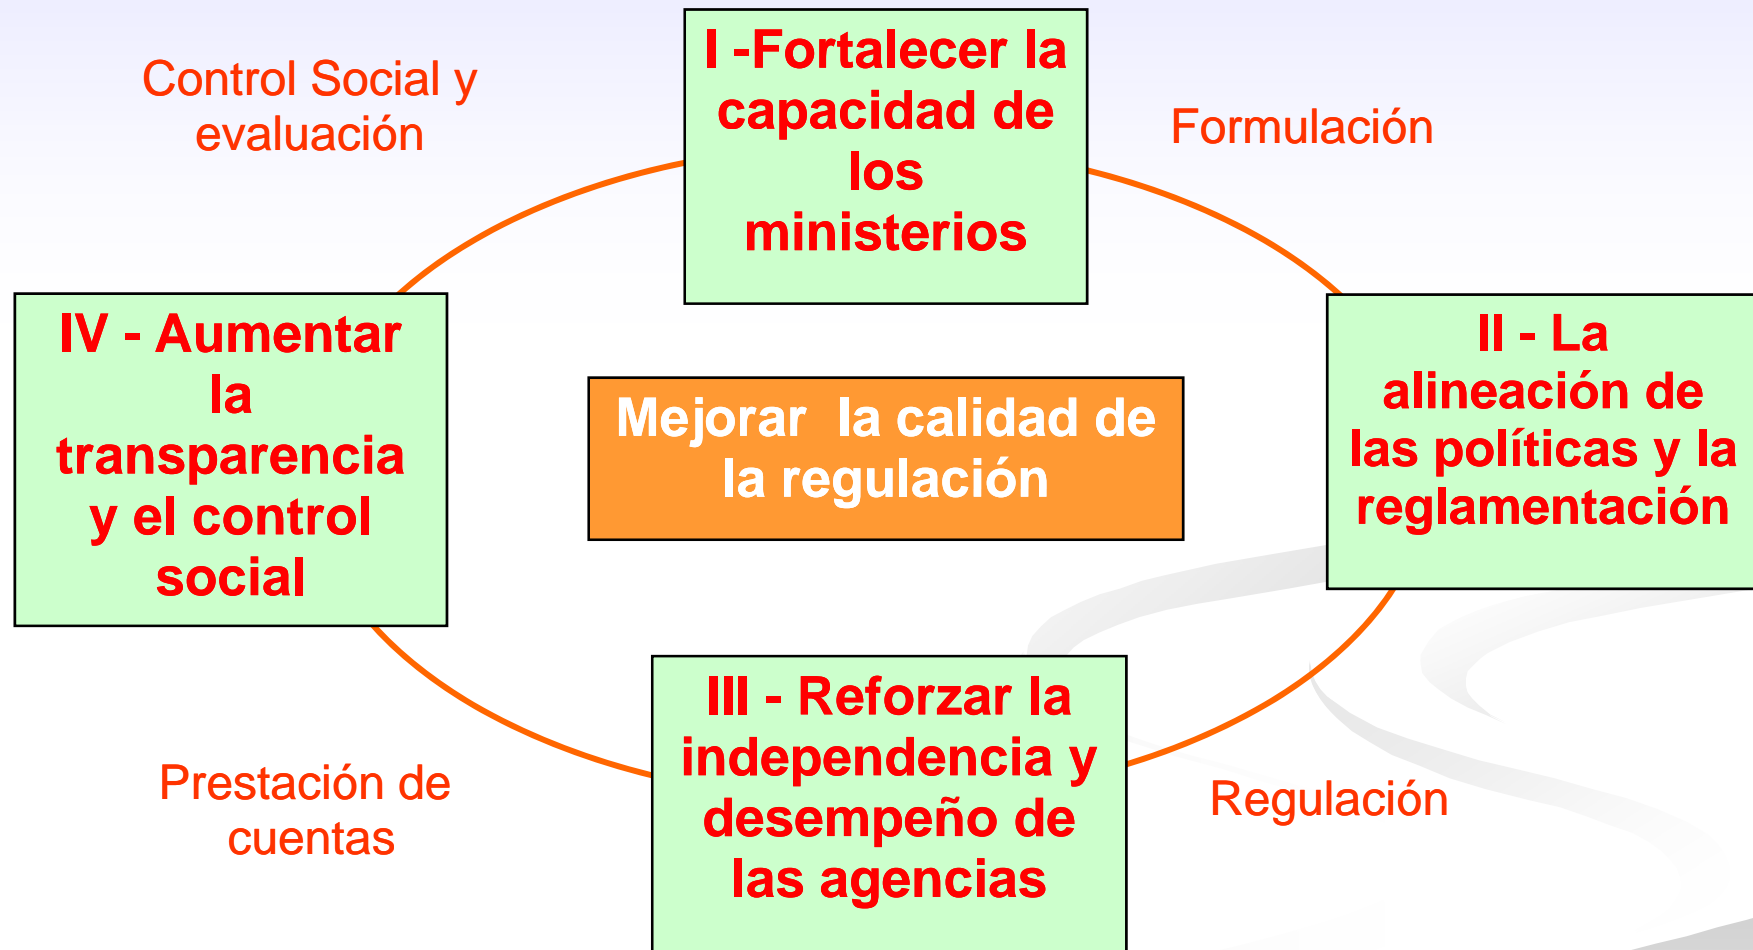 Control Social y
evaluación
I -Fortalecer la
capacidad de
los
ministerios
Formulación
IV - Aumentar
la
transparencia
y el control
social
Mejorar  la calidad de
la regulación
II - La
alineación de
las políticas y la
reglamentación
Prestación de
cuentas
III - Reforzar la
independencia y
desempeño de
las agencias
Regulación